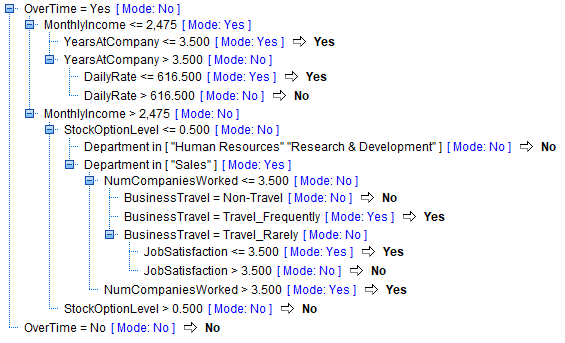 OverTime = Yes [ Mode: No ]
MonthlyIncome <= 2,475 [ Mode: Yes ]
YearsAtCompany <= 3.500 [ Mode: Yes ] ⇨ Yes
YearsAtCompany > 3.500 [ Mode: No ]
DailyRate <= 616.500 [ Mode: Yes ] ⇨ Yes
DailyRate > 616.500 [ Mode: No ] ⇨ No
MonthlyIncome > 2,475 [ Mode: No ]
StockOptionLevel <= 0.500 [ Mode: No ]
Department in [ "Human Resources" "Research & Development" ] [ Mode: No ] ⇨ No
Department in [ "Sales" ] [ Mode: Yes ]
NumCompaniesWorked <= 3.500 [ Mode: No ]
BusinessTravel = Non-Travel [ Mode: No ] ⇨ No
BusinessTravel = Travel_Frequently [ Mode: Yes ] ⇨ Yes
BusinessTravel = Travel_Rarely [ Mode: No ]
JobSatisfaction <= 3.500 [ Mode: Yes ] ⇨ Yes
JobSatisfaction > 3.500 [ Mode: No ] ⇨ No
NumCompaniesWorked > 3.500 [ Mode: Yes ] ⇨ Yes
StockOptionLevel > 0.500 [ Mode: No ] ⇨ No
OverTime = No [ Mode: No ] ⇨ No